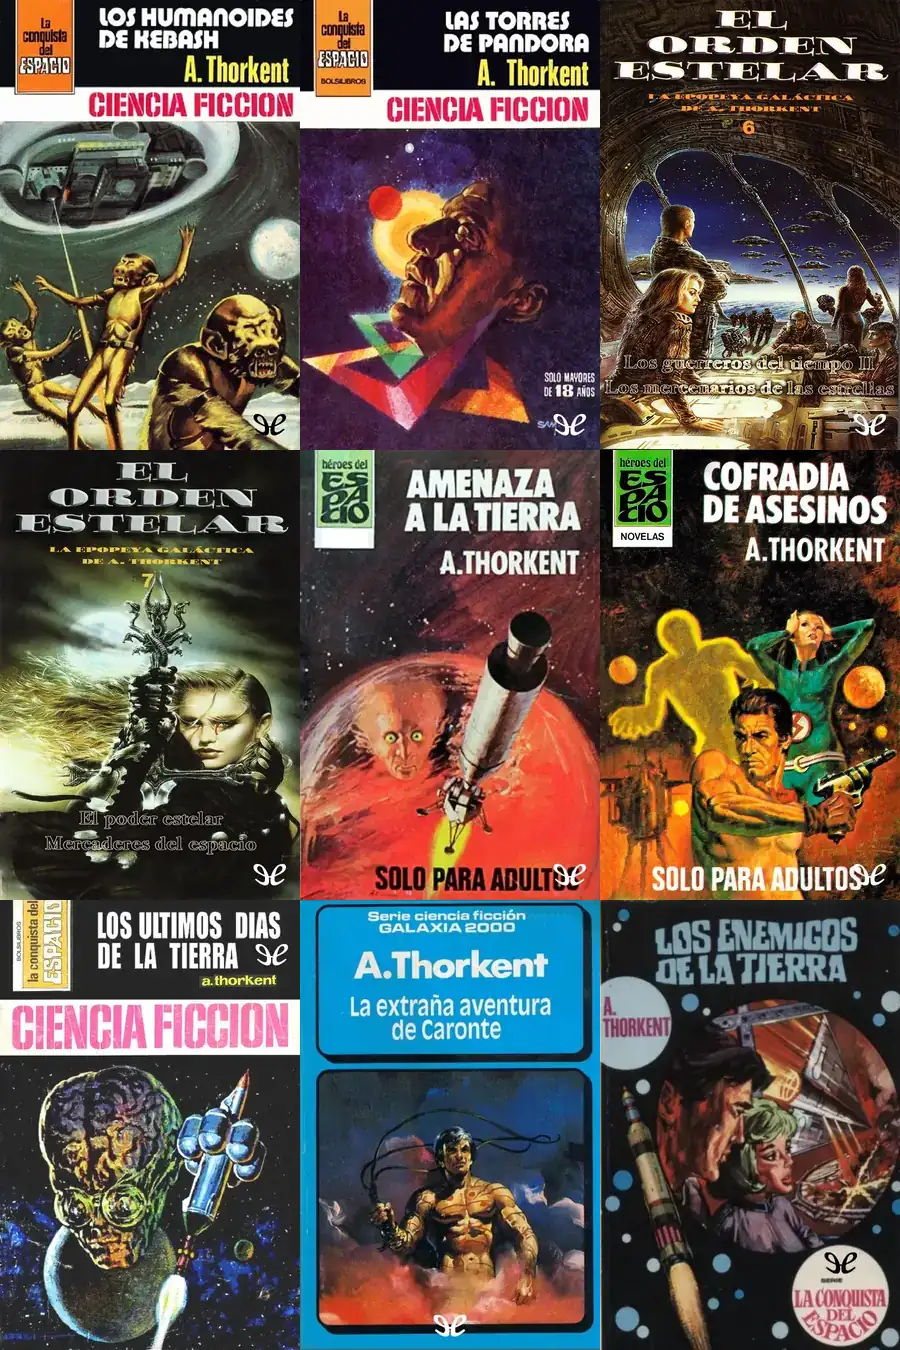 La
conquista
del
ESPACIO
LOS HUMANOIDES
DE KEBASH
A. Thorkent
CIENCIA FICCION
La
conquista
del
ESPACIO
BOLSILIBROS
LAS TORRES
DE PANDORA
A. Thorkent
CIENCIA FICCION
SOLO MAYORES
DE 18 AÑOS
SAM
EL
ORDEN
ESTELAR
LA EPOPEYA GALÁCTICA
DE A. THORKENT
6
Los guerreros del tiempo II
Los mercenarios de las estrellas
EL
ORDEN
ESTELAR
LA EPOPEYA GALÁCTICA
DE A. THORKENT
7
El poder estelar
Mercaderes del espacio
héroes del
ESPACIO
AMENAZA
A LA TIERRA
A.THORKENT
SOLO PARA ADULTOS
héroes del
ESPACIO
NOVELAS
COFRADIA
DE ASESINOS
A.THORKENT
SOLO PARA ADULTOS
BOLSILIBROS
la conquista del
ESPACIO
LOS ULTIMOS DIAS
DE LA TIERRA
a.thorkent
CIENCIA FICCION
Serie ciencia ficción
GALAXIA 2000
A.Thorkent
La extraña aventura
de Caronte
LOS ENEMIGOS
DE LA TIERRA
A.
THORKENT
SERIE
LA CONQUISTA
DEL
ESPACIO